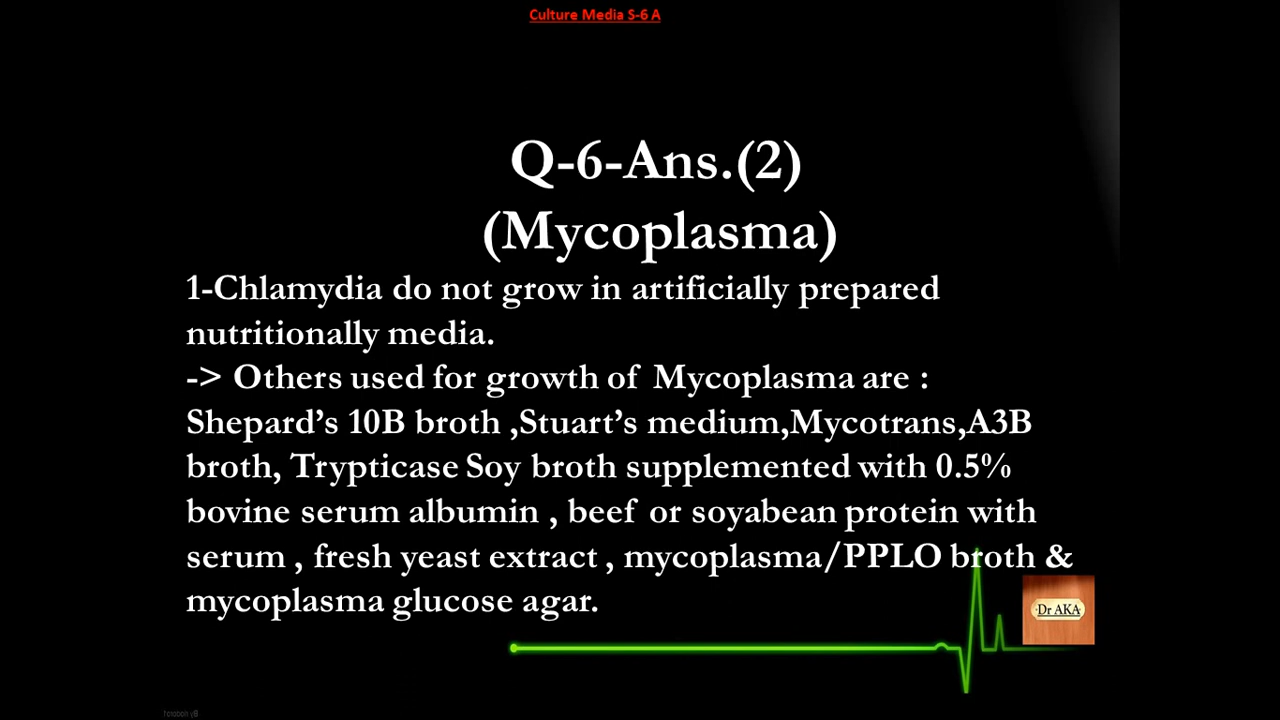 Culture Media S-6 A
Q-6-Ans.(2)
(Mycoplasma)
1-Chlamydia do not grow in artificially prepared
nutritionally media.
-> Others used for growth of Mycoplasma are :
Shepard's 10B broth ,Stuart's medium,Mycotrans,A3B
broth, Trypticase Soy broth supplemented with 0.5%
bovine serum albumin , beef or soyabean protein with
serum , fresh yeast extract , mycoplasma/PPLO broth &
mycoplasma glucose agar.
Dr AKA